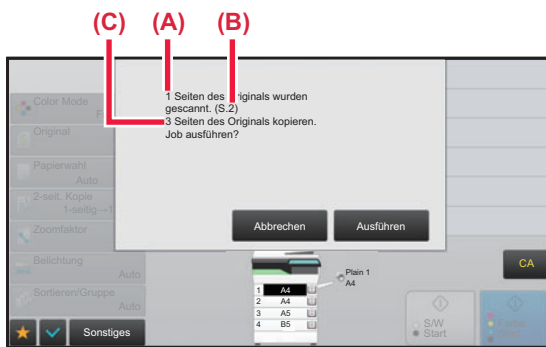 (C) (A) (B)
1 Seiten des Originals wurden
gescannt. (S.2)
3 Seiten des Originals kopieren.
Job ausführen?
Abbrechen Ausführen
Color Mode
Original
Papierwahl
Auto
2-seit. Kopie
1-seitig→1
Zoomfaktor
Belichtung
Auto
Sortieren/Gruppe
Auto
Sonstiges
Plain 1
A4
1 A4
2 A4
3 A5
4 B5
CA
S/W
Start